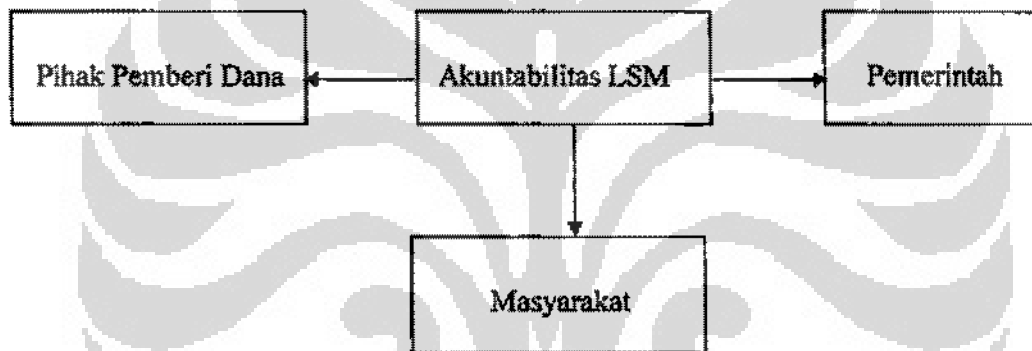 Pihak Pemberi Dana
Akuntabilitas LSM
Pemerintah
Masyarakat